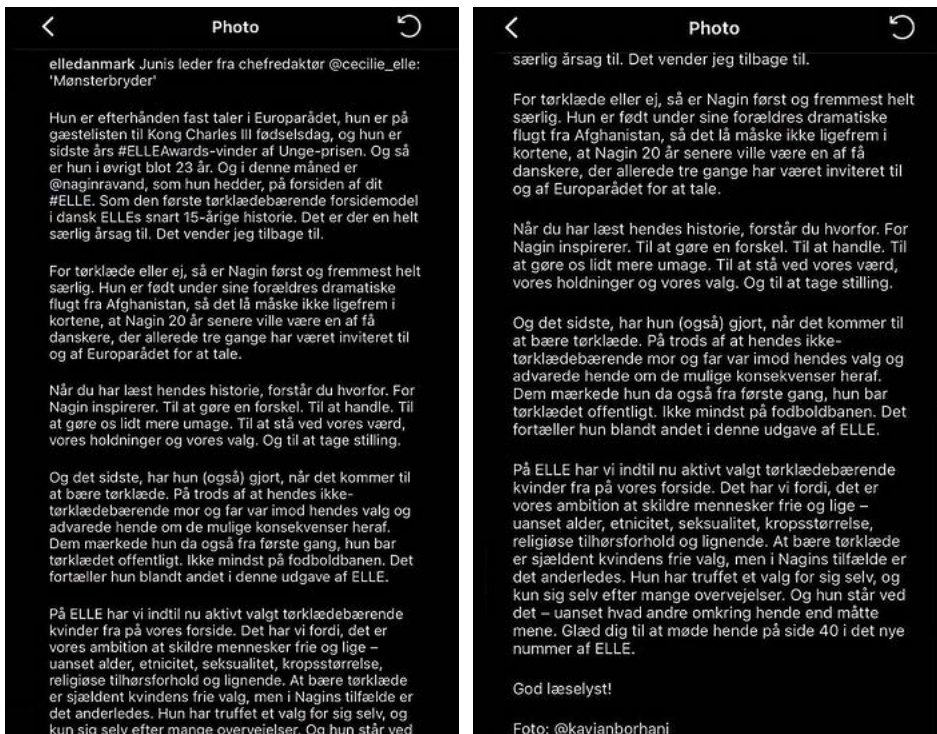 Photo
elledanmark Junis leder fra chefredaktør @cecilie_elle:
'Mønsterbryder'
Hun er efterhånden fast taler i Europarådet, hun er på
gæstelisten til Kong Charles III fødselsdag, og hun er
sidste års #ELLEAwards-vinder af Unge-prisen. Og så
er hun i øvrigt blot 23 år. Og i denne måned er
@naginravand, som hun hedder, på forsiden af dit
#ELLE. Som den første tørklædebærende forsidemodel
i dansk ELLEs snart 15-årige historie. Det er der en helt
særlig årsag til. Det vender jeg tilbage til.
For tørklæde eller ej, så er Nagin først og fremmest helt
særlig. Hun er født under sine forældres dramatiske
flugt fra Afghanistan, så det lå måske ikke ligefrem i
kortene, at Nagin 20 år senere ville være en af få
danskere, der allerede tre gange har været inviteret til
og af Europarådet for at tale.
Når du har læst hendes historie, forstår du hvorfor. For
Nagin inspirerer. Til at gøre en forskel. Til at handle. Til
at gøre os lidt mere umage. Til at stå ved vores værd,
vores holdninger og vores valg. Og til at tage stilling.
Og det sidste, har hun (også) gjort, når det kommer til
at bære tørklæde. På trods af at hendes ikke-
tørklædebærende mor og far var imod hendes valg og
advarede hende om de mulige konsekvenser heraf.
Dem mærkede hun da også fra første gang, hun bar
tørklædet offentligt. Ikke mindst på fodboldbanen. Det
fortæller hun blandt andet i denne udgave af ELLE.
På ELLE har vi indtil nu aktivt valgt tørklædebærende
kvinder fra på vores forside. Det har vi fordi, det er
vores ambition at skildre mennesker frie og lige –
uanset alder, etnicitet, seksualitet, kropsstørrelse,
religiøse tilhørsforhold og lignende. At bære tørklæde
er sjældent kvindens frie valg, men i Nagins tilfælde er
det anderledes. Hun har truffet et valg for sig selv, og
kun sig selv efter mange overvejelser. Og hun står ved
Photo
særlig årsag til. Det vender jeg tilbage til.
For tørklæde eller ej, så er Nagin først og fremmest helt
særlig. Hun er født under sine forældres dramatiske
flugt fra Afghanistan, så det lå måske ikke ligefrem i
kortene, at Nagin 20 år senere ville være en af få
danskere, der allerede tre gange har været inviteret til
og af Europarådet for at tale.
Når du har læst hendes historie, forstår du hvorfor. For
Nagin inspirerer. Til at gøre en forskel. Til at handle. Til
at gøre os lidt mere umage. Til at stå ved vores værd,
vores holdninger og vores valg. Og til at tage stilling.
Og det sidste, har hun (også) gjort, når det kommer til
at bære tørklæde. På trods af at hendes ikke-
tørklædebærende mor og far var imod hendes valg og
advarede hende om de mulige konsekvenser heraf.
Dem mærkede hun da også fra første gang, hun bar
tørklædet offentligt. Ikke mindst på fodboldbanen. Det
fortæller hun blandt andet i denne udgave af ELLE.
På ELLE har vi indtil nu aktivt valgt tørklædebærende
kvinder fra på vores forside. Det har vi fordi, det er
vores ambition at skildre mennesker frie og lige –
uanset alder, etnicitet, seksualitet, kropsstørrelse,
religiøse tilhørsforhold og lignende. At bære tørklæde
er sjældent kvindens frie valg, men i Nagins tilfælde er
det anderledes. Hun har truffet et valg for sig selv, og
kun sig selv efter mange overvejelser. Og hun står ved
det – uanset hvad andre omkring hende end måtte
mene. Glæd dig til at møde hende på side 40 i det nye
nummer af ELLE.
God læselyst!
Foto: @kavianborhani